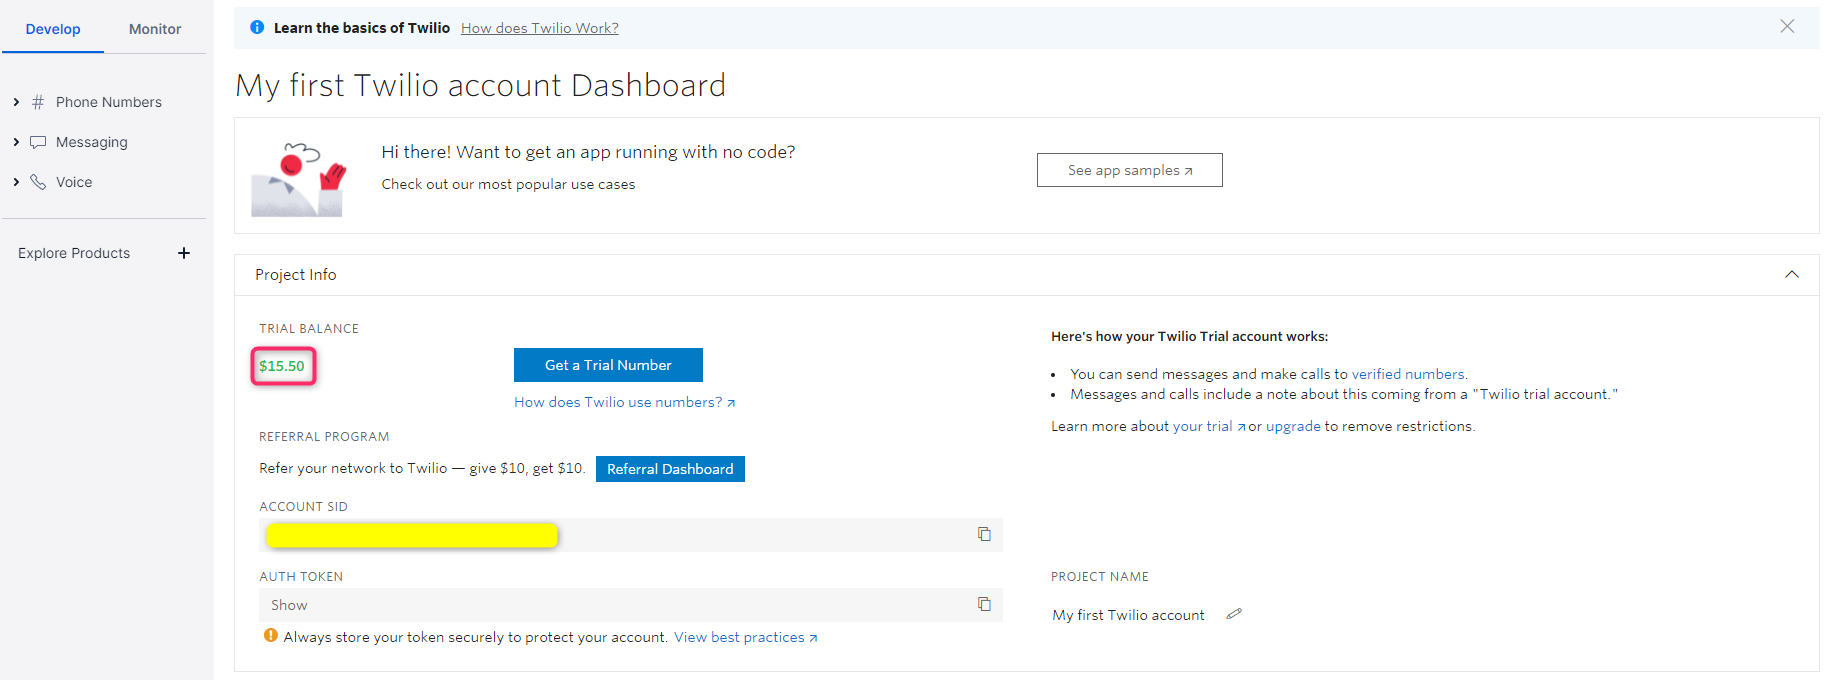 Develop
Monitor
Phone Numbers
Messaging
Voice
Explore Products
Learn the basics of Twilio How does Twilio Work?
My first Twilio account Dashboard
Hi there! Want to get an app running with no code?
Check out our most popular use cases
See app samples
Project Info
TRIAL BALANCE
$15.50
Get a Trial Number
How does Twilio use numbers?
REFERRAL PROGRAM
Refer your network to Twilio — give $10, get $10. Referral Dashboard
ACCOUNT SID
AUTH TOKEN
Show
Always store your token securely to protect your account. View best practices
Here's how your Twilio Trial account works:
You can send messages and make calls to verified numbers.
Messages and calls include a note about this coming from a "Twilio trial account."
Learn more about your trial or upgrade to remove restrictions.
PROJECT NAME
My first Twilio account